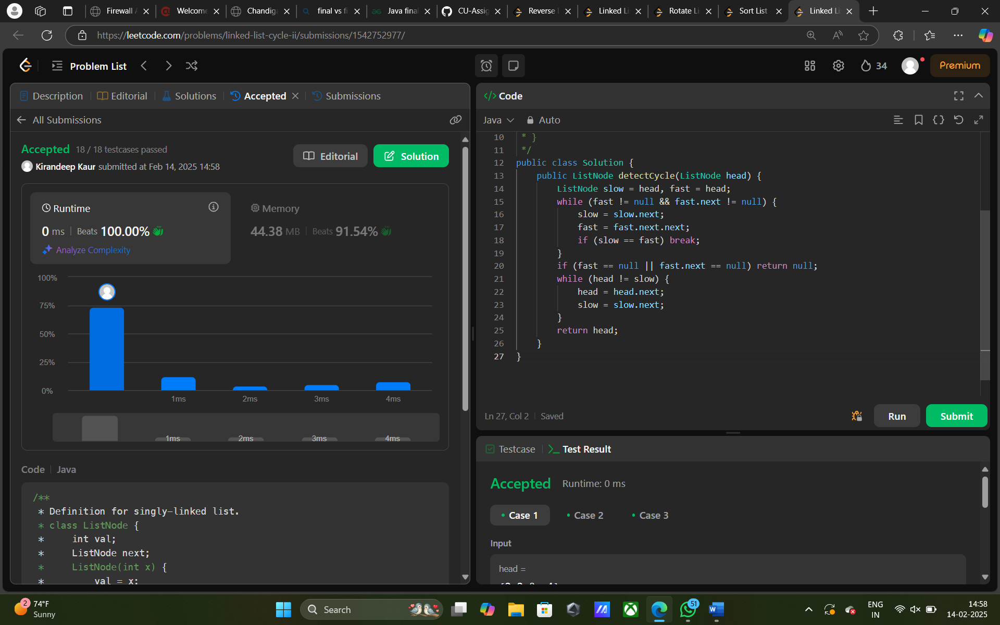 Firewall
Welcome
Chandiga
final vs fi
Java final
CU-Assig
Reverse
Linked Li
Rotate Li
Sort List
Linked Li
https://leetcode.com/problems/linked-list-cycle-ii/submissions/1542752977/
Problem List
34
Premium
Description
Editorial
Solutions
Accepted
Submissions
All Submissions
Accepted 18 / 18 testcases passed
Kirandeep Kaur submitted at Feb 14, 2025 14:58
Editorial
Solution
Runtime
0 ms Beats 100.00%
Analyze Complexity
Memory
44.38 MB Beats 91.54%
100%
75%
50%
25%
0%
1ms 2ms 3ms 4ms
1ms 2ms 3ms 4ms
Code Java
/**
* Definition for singly-linked list.
* class ListNode {
* int val;
* ListNode next;
* ListNode(int x) {
* val = x;
</> Code
Java Auto
10 * }
11 */
12 public class Solution {
13 public ListNode detectCycle(ListNode head) {
14 ListNode slow = head, fast = head;
15 while (fast != null && fast.next != null) {
16 slow = slow.next;
17 fast = fast.next.next;
18 if (slow == fast) break;
19 }
20 if (fast == null || fast.next == null) return null;
21 while (head != slow) {
22 head = head.next;
23 slow = slow.next;
24 }
25 return head;
26 }
27 }
Ln 27, Col 2 Saved
Run
Submit
Testcase
Test Result
Accepted Runtime: 0 ms
Case 1
Case 2
Case 3
Input
head =
2
74°F
Sunny
Search
51
ENG
IN
14:58
14-02-2025